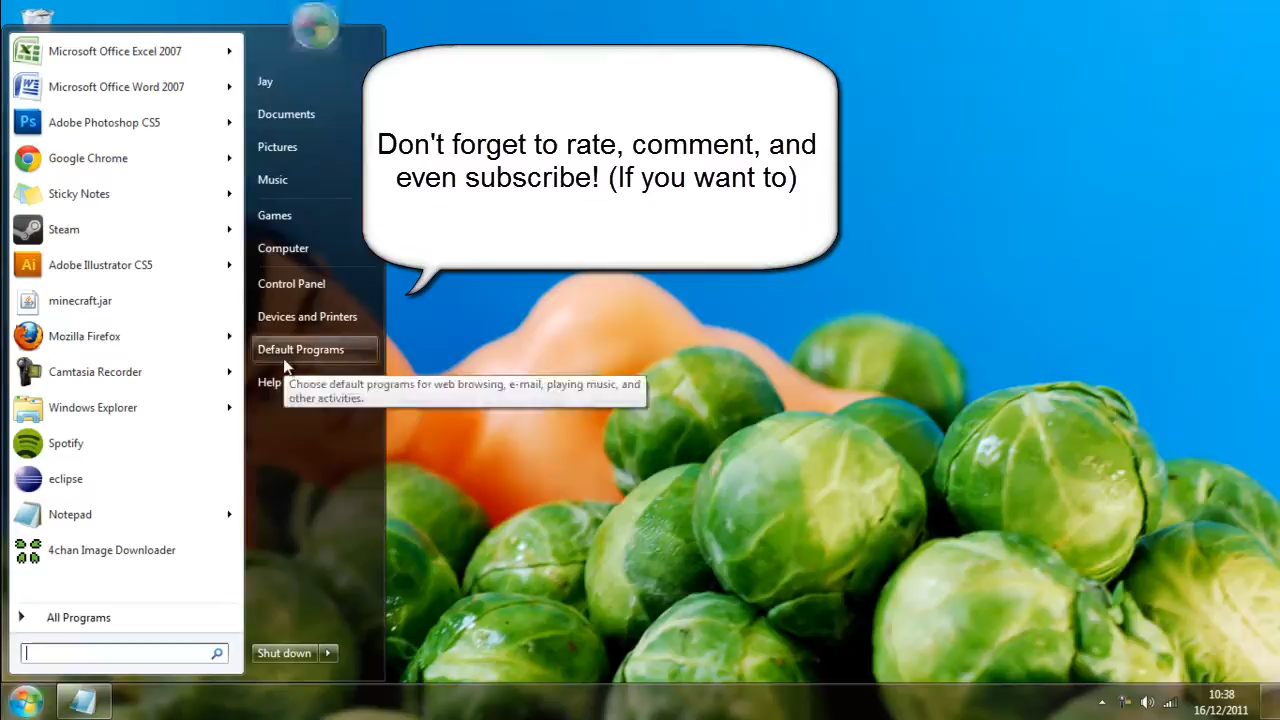 Microsoft Office Excel 2007
Microsoft Office Word 2007
Ps
Adobe Photoshop CS5
Google Chrome
Sticky Notes
Steam
Ai
Adobe Illustrator CS5
minecraft.jar
Mozilla Firefox
Camtasia Recorder
Windows Explorer
Spotify
eclipse
Notepad
4chan Image Downloader
All Programs
Jay
Documents
Pictures
Music
Games
Computer
Control Panel
Devices and Printers
Default Programs
Help
Choose default programs for web browsing, e-mail, playing music, and
other activities.
Shut down
Don't forget to rate, comment, and
even subscribe! (If you want to)
10:38
16/12/2011